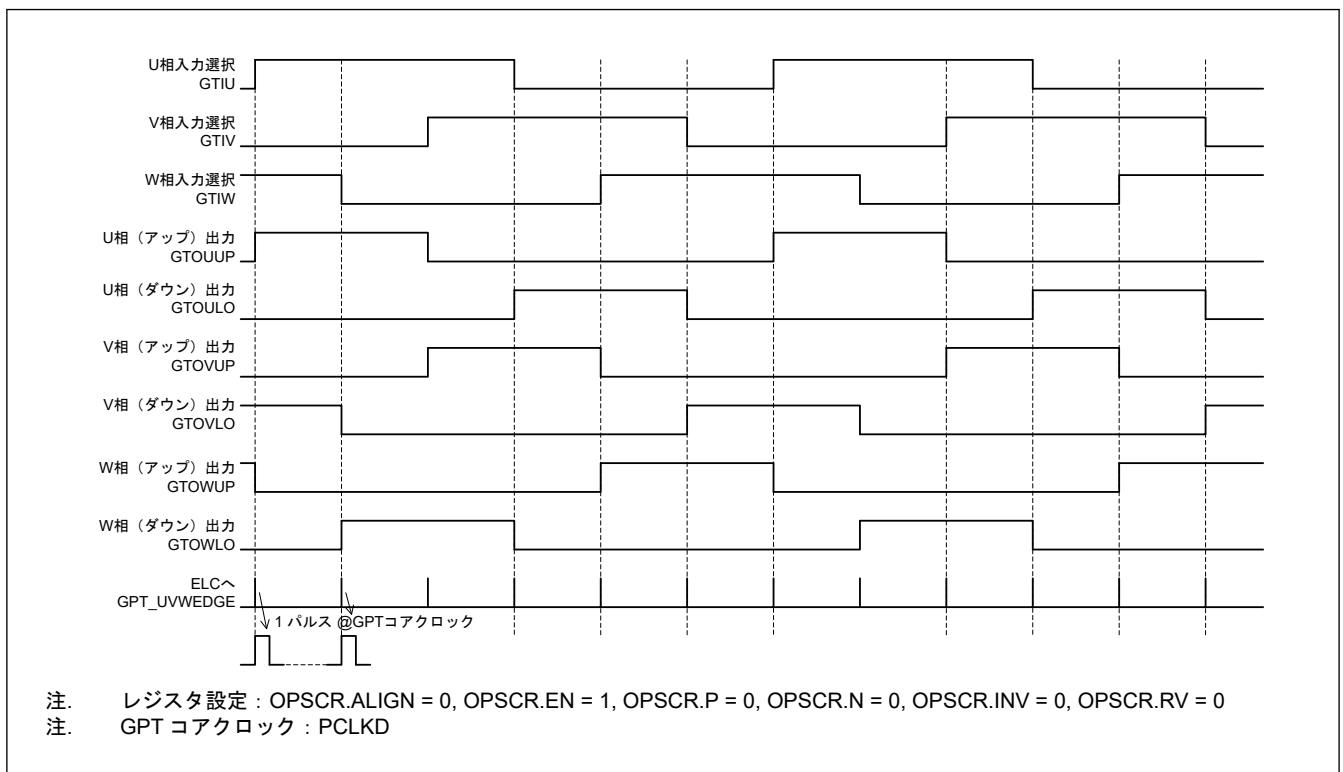 U相入力選択
GTIU
V相入力選択
GTIV
W相入力選択
GTIW
U相（アップ）出力
GTOUUP
U相（ダウン）出力
GTOULO
V相（アップ）出力
GTOVUP
V相（ダウン）出力
GTOVLO
W相（アップ）出力
GTOWUP
W相（ダウン）出力
GTOWLO
ELCへ
GPT_UVWEDGE
1 パルス @GPTコアクロック
注. レジスタ設定：OPSCR.ALIGN = 0, OPSCR.EN = 1, OPSCR.P = 0, OPSCR.N = 0, OPSCR.INV = 0, OPSCR.RV = 0
注. GPT コアクロック：PCLKD